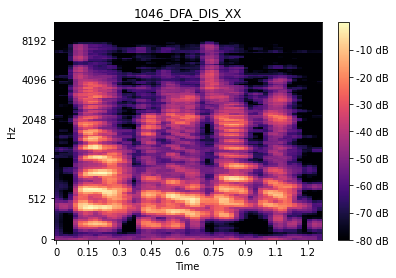 1046_DFA_DIS_XX
8192
4096
2048
1024
512
0
Hz
0 0.15 0.3 0.45 0.6 0.75 0.9 1.1 1.2
Time
-10 dB
-20 dB
-30 dB
-40 dB
-50 dB
-60 dB
-70 dB
-80 dB